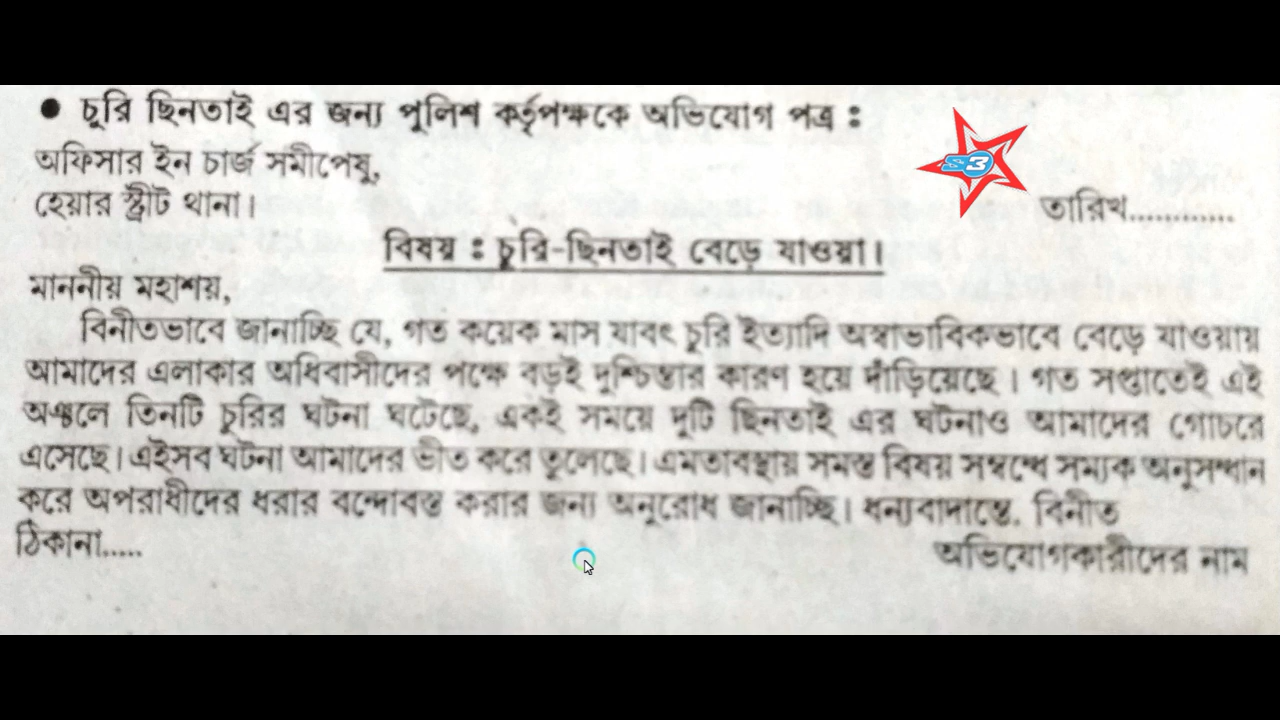 ● চুরি ছিনতাই এর জন্য পুলিশ কর্তৃপক্ষকে অভিযোগ পত্র :
অফিসার ইন চার্জ সমীপেষু,
S3
হেয়ার স্ট্রীট থানা।
তারিখ............
বিষয় : চুরি-ছিনতাই বেড়ে যাওয়া।
মাননীয় মহাশয়,
বিনীতভাবে জানাচ্ছি যে, গত কয়েক মাস যাবৎ চুরি ইত্যাদি অস্বাভাবিকভাবে বেড়ে যাওয়ায়
আমাদের এলাকার অধিবাসীদের পক্ষে বড়ই দুশ্চিন্তার কারণ হয়ে দাঁড়িয়েছে। গত সপ্তাতেই এই
অঞ্চলে তিনটি চুরির ঘটনা ঘটেছে, একই সময়ে দুটি ছিনতাই এর ঘটনাও আমাদের গোচরে
এসেছে। এইসব ঘটনা আমাদের ভীত করে তুলেছে। এমতাবস্থায় সমস্ত বিষয় সম্বন্ধে সম্যক অনুসন্ধান
করে অপরাধীদের ধরার বন্দোবস্ত করার জন্য অনুরোধ জানাচ্ছি। ধন্যবাদান্তে. বিনীত
ঠিকানা.....
অভিযোগকারীদের নাম